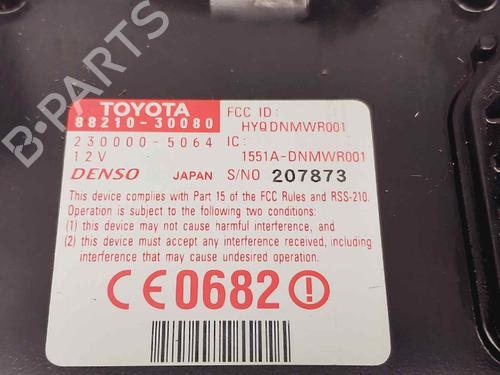 B-PARTS
TOYOTA
88210-30080
FCC ID:
HYQDNMWR001
230000-5064
IC:
12V
1551A-DNMWR001
DENSO JAPAN S/NO 207873
This device complies with Part 15 of the FCC Rules and RSS-210.
Operation is subject to the following two conditions:
(1) this device may not cause harmful interference, and
(2) this device must accept any interference received, including
interference that may cause undesired operation.
CE0682!